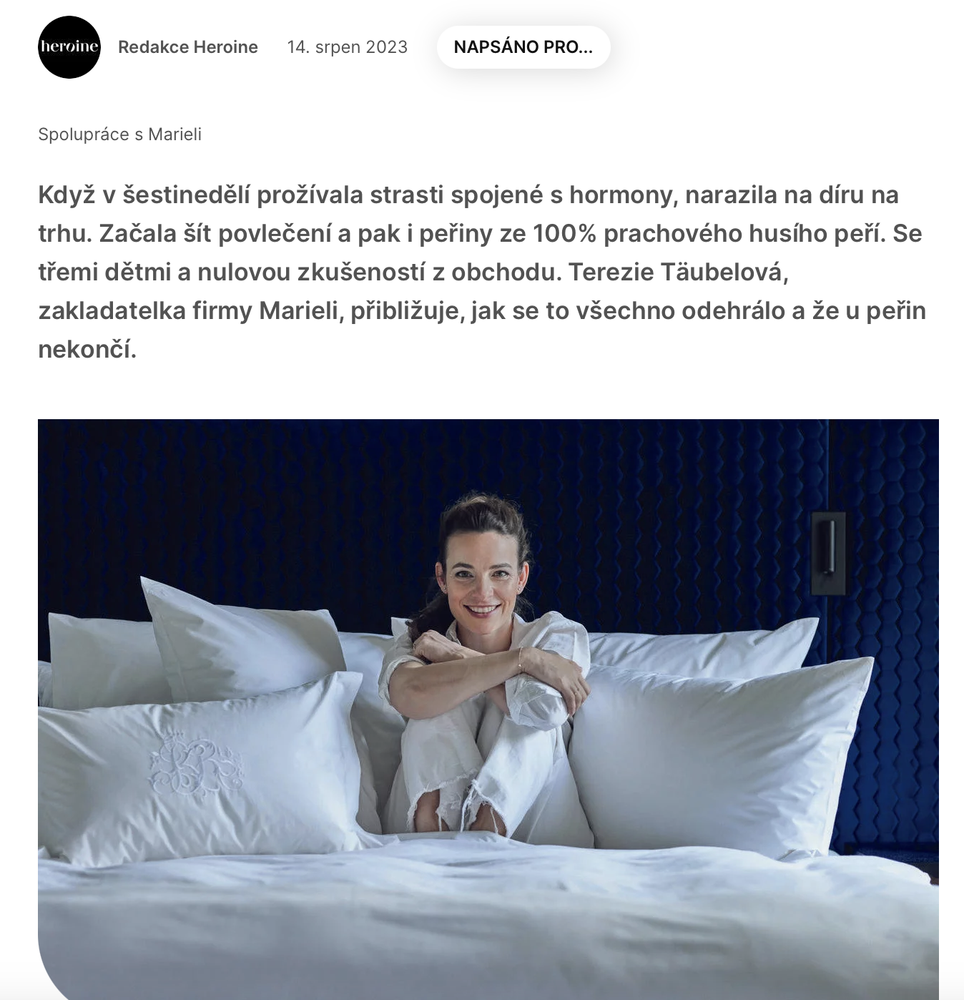 heroine
Redakce Heroine
14. srpen 2023
NAPSÁNO PRO...
Spolupráce s Marieli
Když v šestinedělí prožívala strasti spojené s hormony, narazila na díru na
trhu. Začala šít povlečení a pak i peřiny ze 100% prachového husího peří. Se
třemi dětmi a nulovou zkušeností z obchodu. Terezie Täubelová,
zakladatelka firmy Marieli, přibližuje, jak se to všechno odehrálo a že u peřin
nekončí.